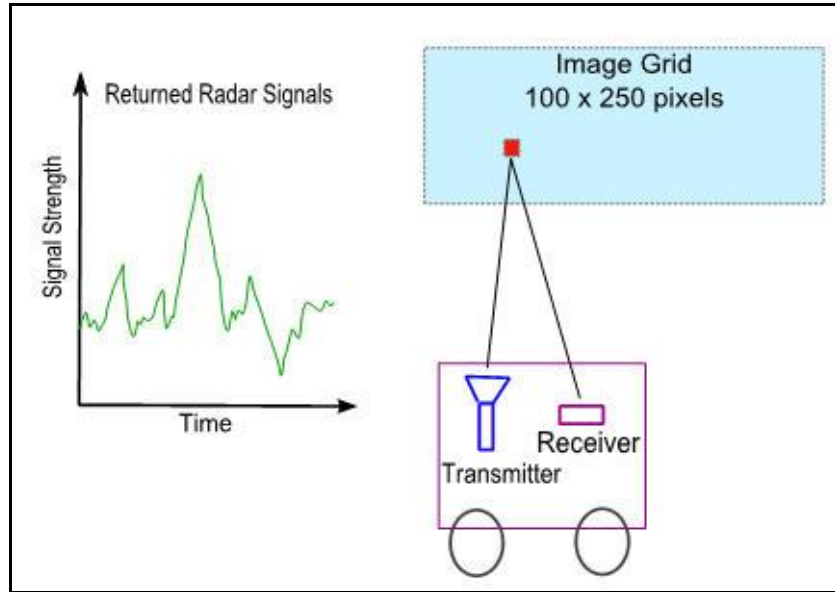 Returned Radar Signals
Signal Strength
Time
Image Grid
100 x 250 pixels
Transmitter
Receiver